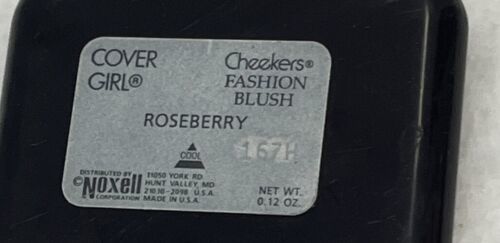 COVER
GIRL®
Cheekers®
FASHION
BLUSH
ROSEBERRY
COOL
DISTRIBUTED BY
©Noxell
CORPORATION
11050 YORK RD
HUNT VALLEY, MD
21030-2098 U.S.A.
MADE IN U.S.A.
NET WT.
0.12 OZ.